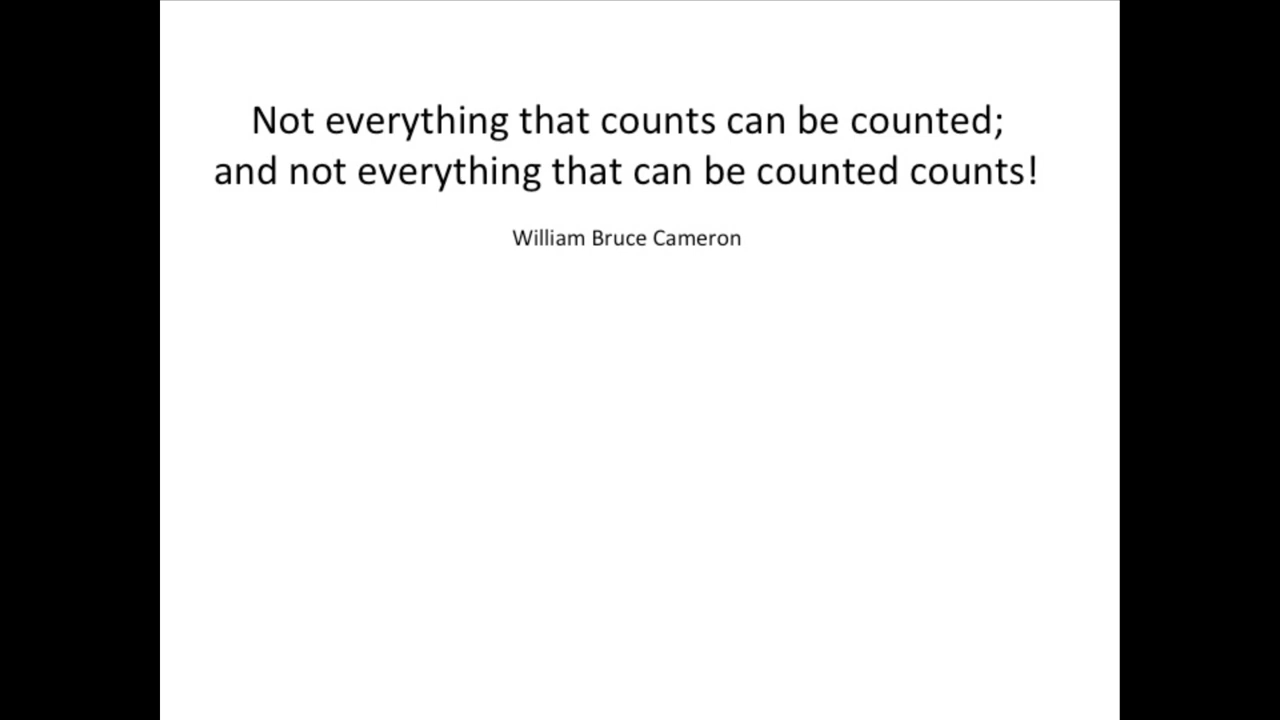 Not everything that counts can be counted;
and not everything that can be counted counts!
William Bruce Cameron